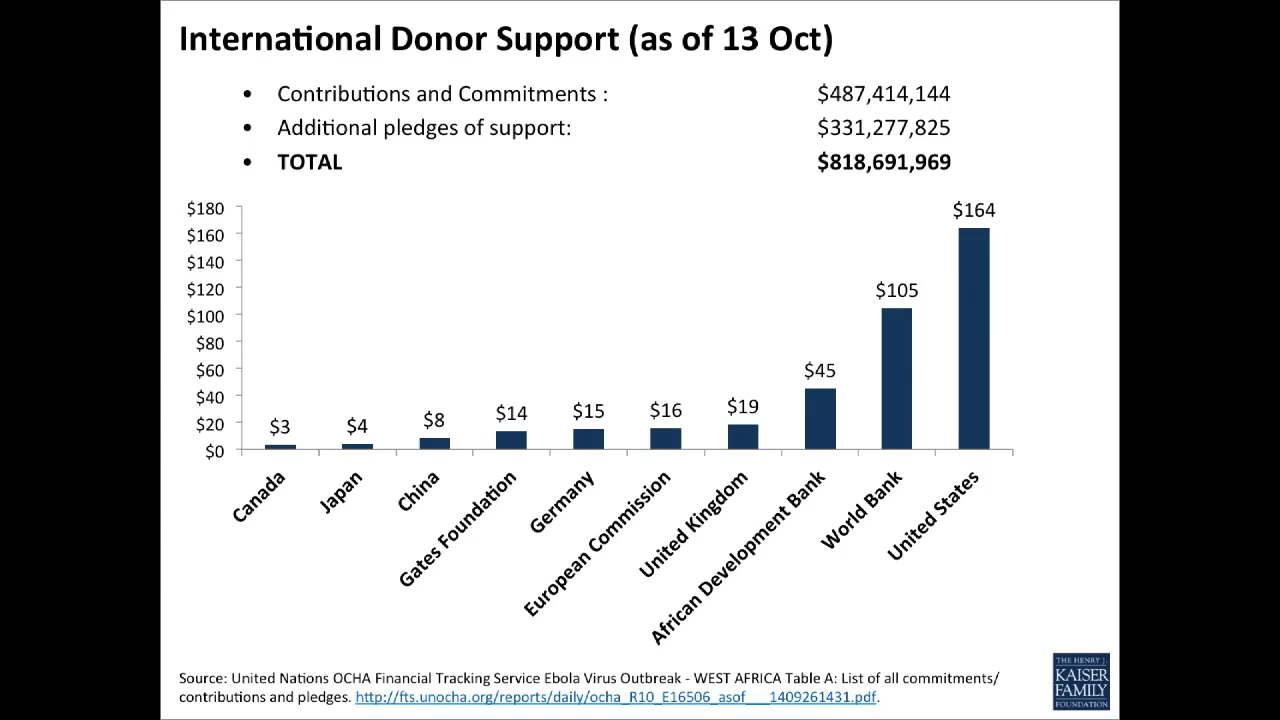 International Donor Support (as of 13 Oct)
• Contributions and Commitments : $487,414,144
• Additional pledges of support: $331,277,825
• TOTAL $818,691,969
$180
$160
$140
$120
$100
$80
$60
$40
$20
$0
$3
$4
$8
$14
$15
$16
$19
$45
$105
$164
Canada
Japan
China
Gates Foundation
Germany
European Commission
United Kingdom
African Development Bank
World Bank
United States
Source: United Nations OCHA Financial Tracking Service Ebola Virus Outbreak - WEST AFRICA Table A: List of all commitments/
contributions and pledges. http://fts.unocha.org/reports/daily/ocha_R10_E16506_asof___1409261431.pdf.
THE HENRY J.
KAISER
FAMILY
FOUNDATION